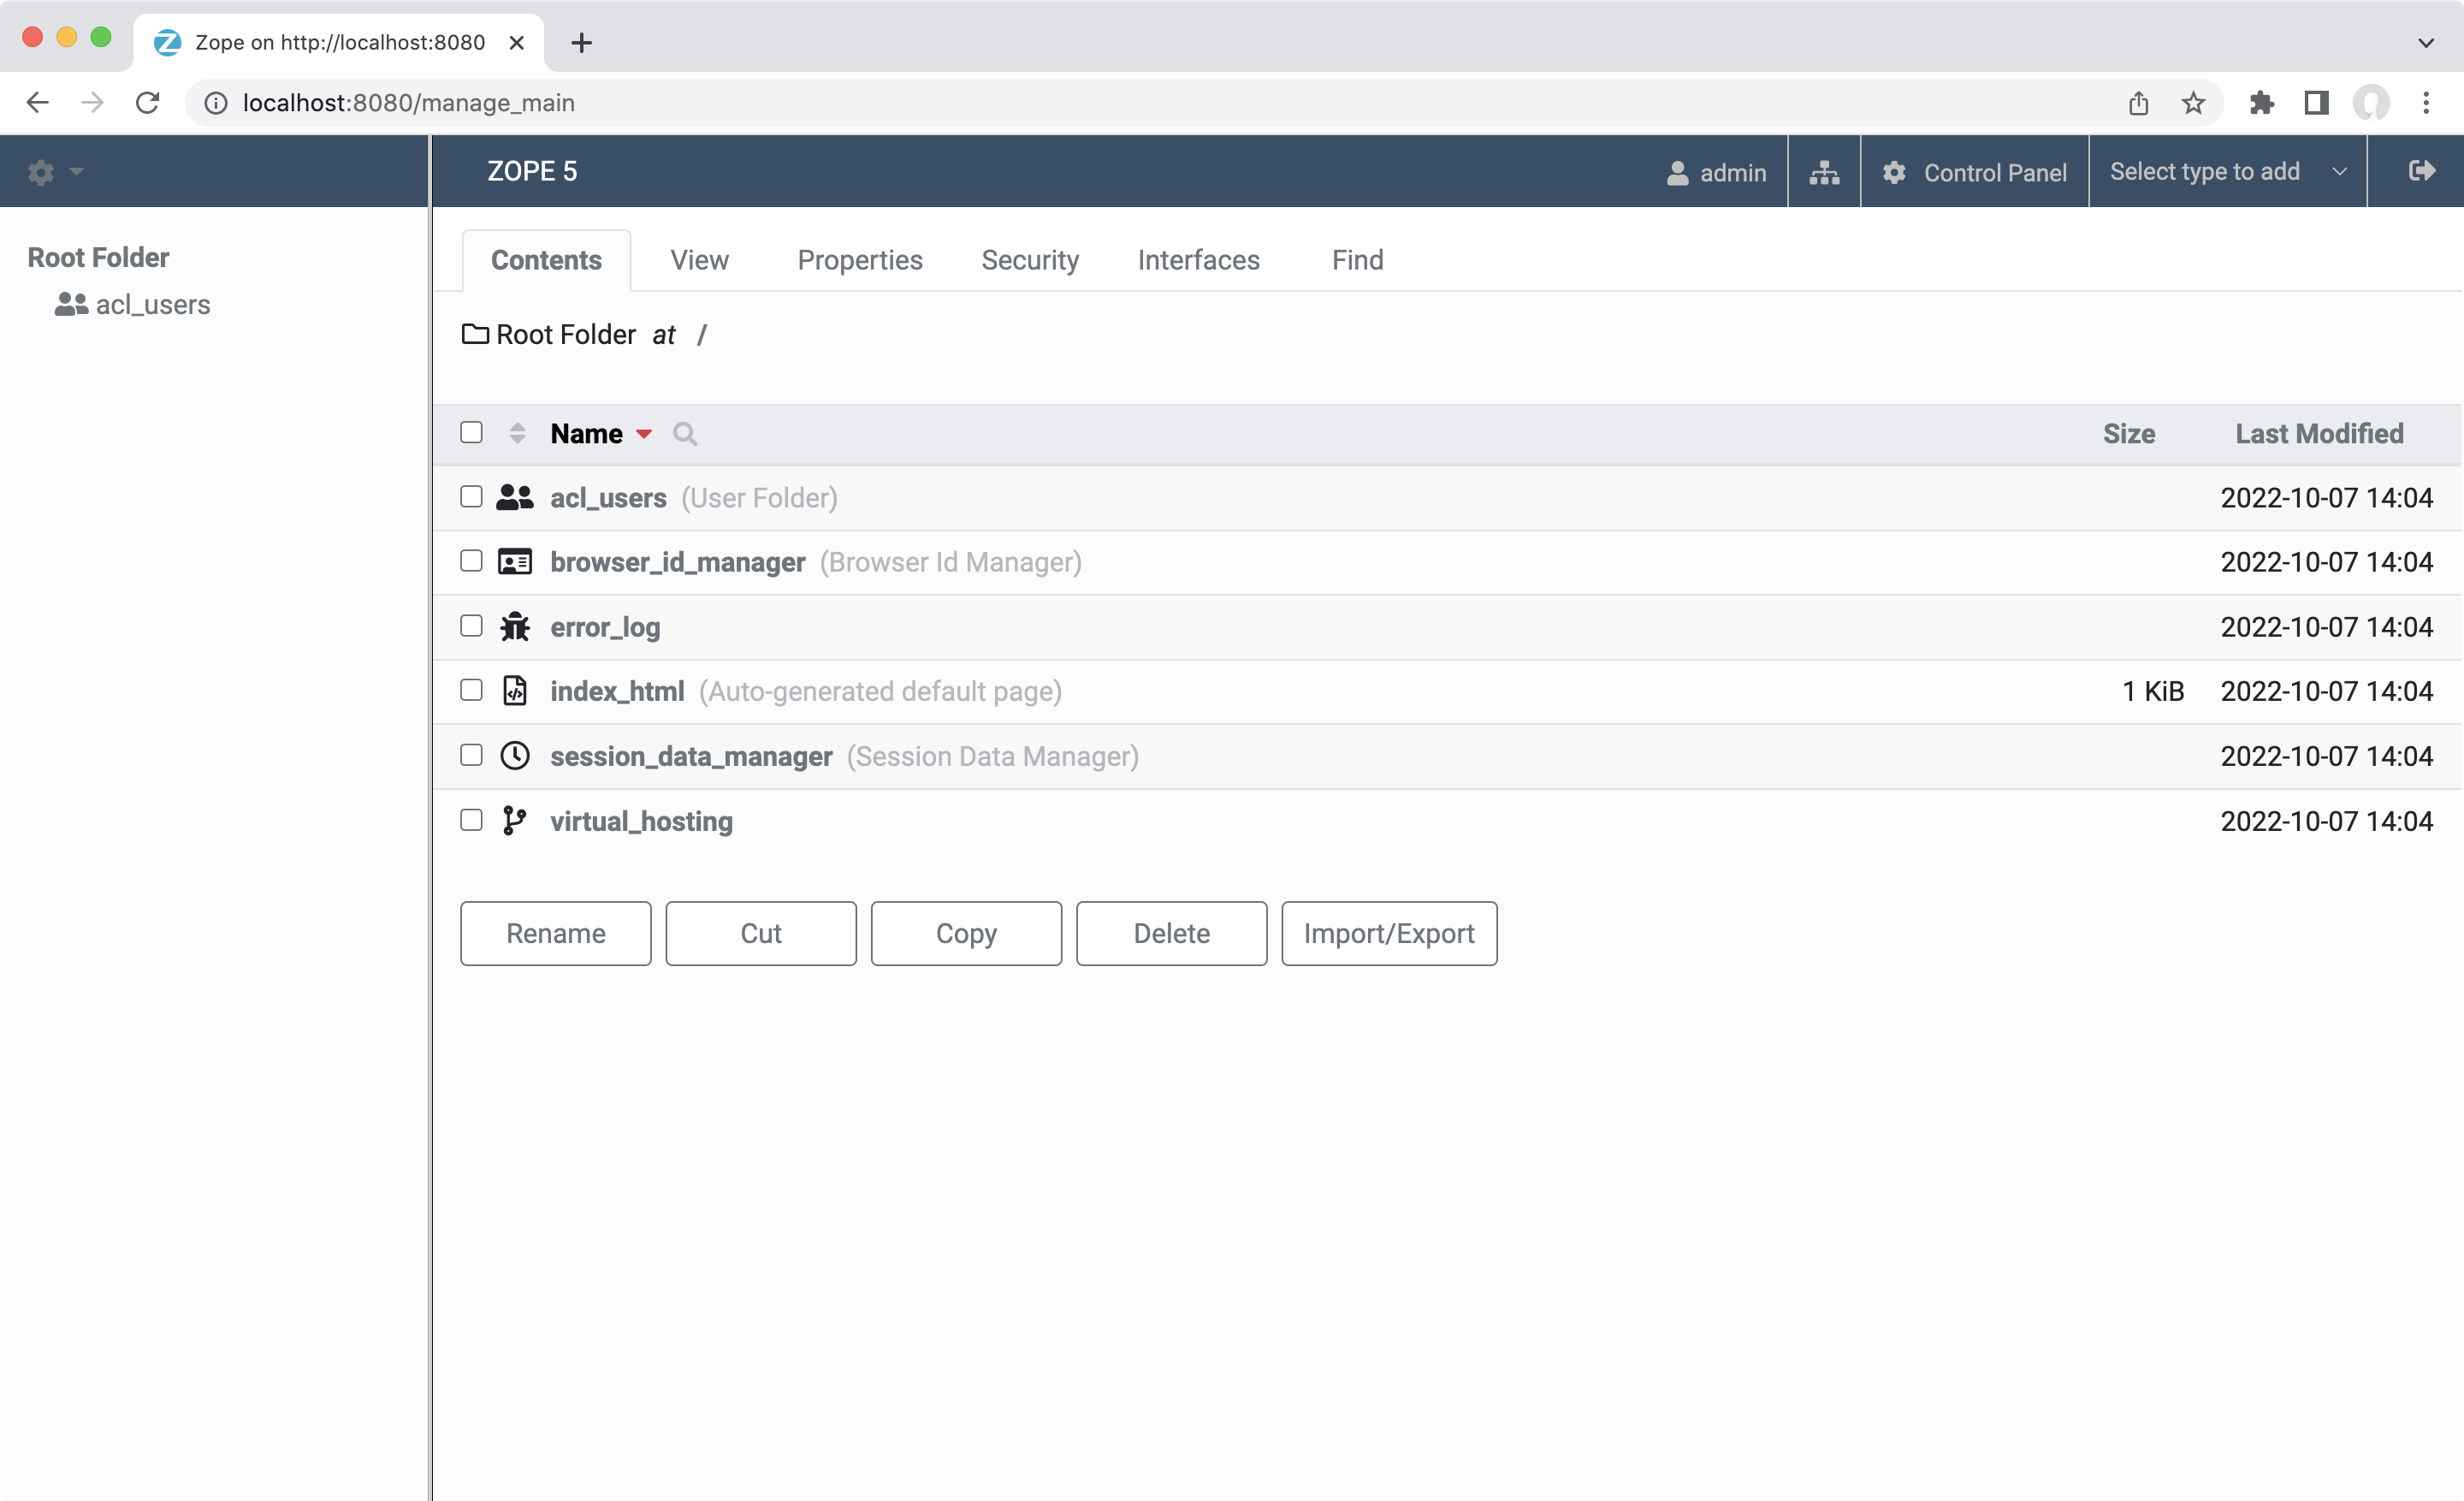 Zope on http://localhost:8080
localhost:8080/manage_main
ZOPE 5
admin
Control Panel
Select type to add
Root Folder
acl_users
Contents View Properties Security Interfaces Find
Root Folder at /
Name Size Last Modified
acl_users (User Folder) 2022-10-07 14:04
browser_id_manager (Browser Id Manager) 2022-10-07 14:04
error_log 2022-10-07 14:04
index_html (Auto-generated default page) 1 KiB 2022-10-07 14:04
session_data_manager (Session Data Manager) 2022-10-07 14:04
virtual_hosting 2022-10-07 14:04
Rename Cut Copy Delete Import/Export